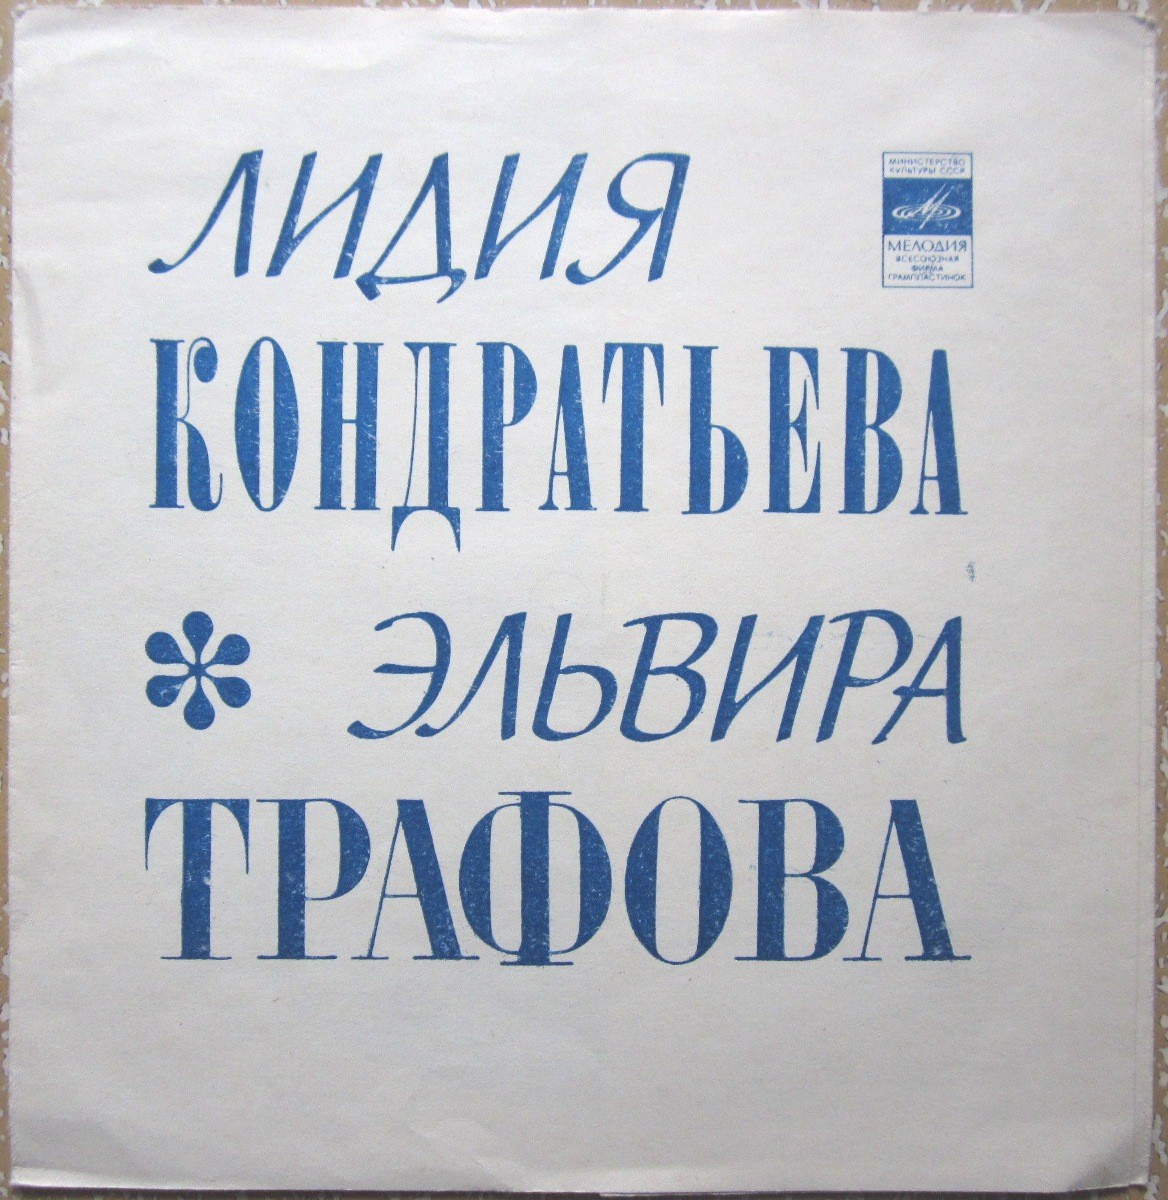 ЛИДИЯ
МИНИСТЕРСТВО
КУЛЬТУРЫ СССР
МЕЛОДИЯ
ВСЕСОЮЗНАЯ
ФИРМА
ГРАМПЛАСТИНОК
КОНДРАТЬЕВА
ЭЛЬВИРА
ТРАФОВА